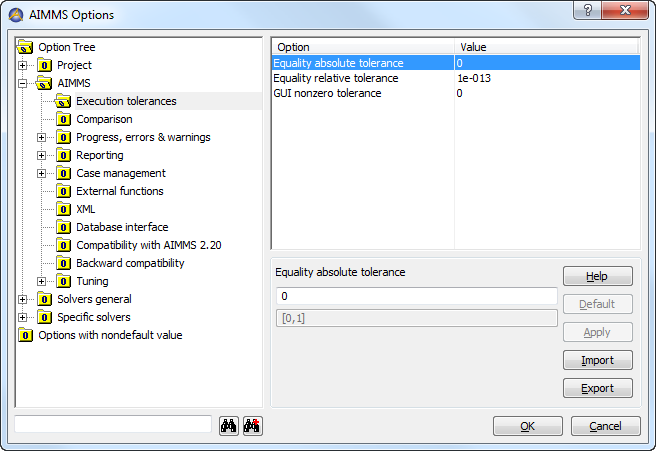 AIMMS Options
Option Tree
Project
AIMMS
Execution tolerances
Comparison
Progress, errors & warnings
Reporting
Case management
External functions
XML
Database interface
Compatibility with AIMMS 2.20
Backward compatibility
Tuning
Solvers general
Specific solvers
Options with nondefault value
Option Value
Equality absolute tolerance 0
Equality relative tolerance 1e-013
GUI nonzero tolerance 0
Equality absolute tolerance
0
[0,1]
Help
Default
Apply
Import
Export
OK Cancel